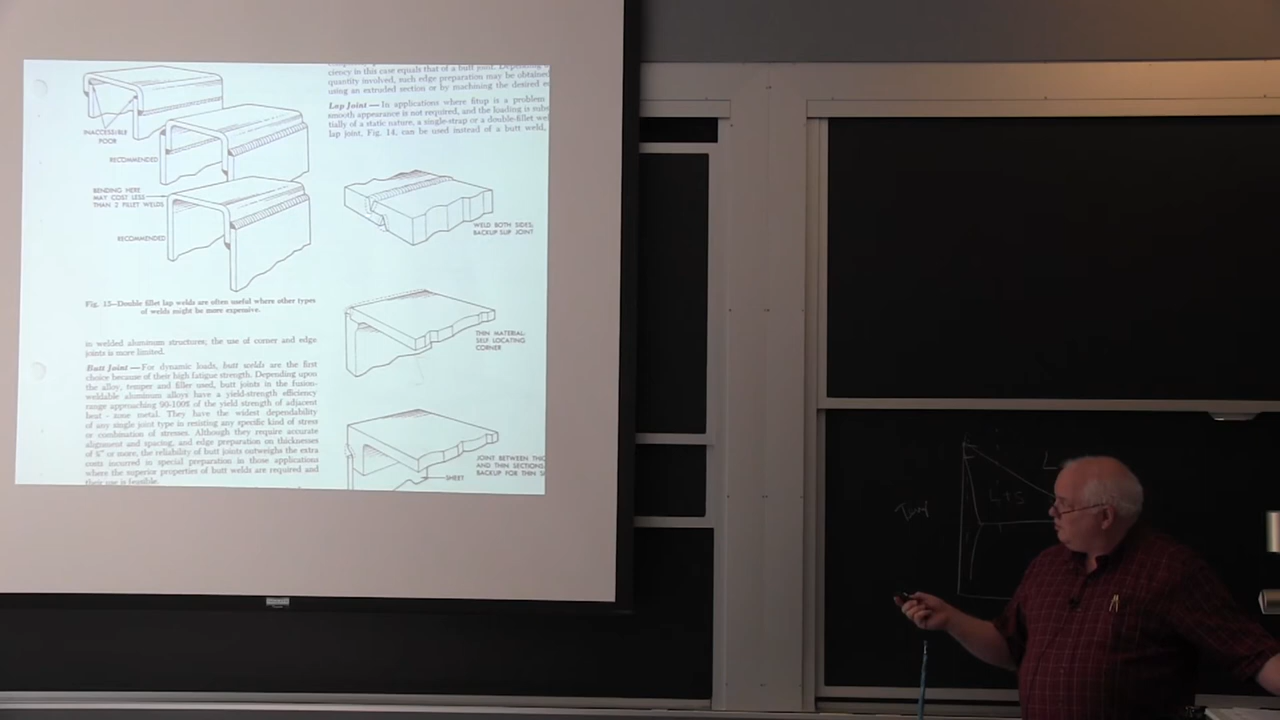 INACCESSIBLE
POOR
RECOMMENDED
BENDING HERE
MAY COST LESS
THAN 2 FILLET WELDS
RECOMMENDED
Fig. 15—Double fillet lap welds are often useful where other types
of welds might be more expensive.
in welded aluminum structures; the use of corner and edge
joints is more limited.
Butt Joint — For dynamic loads, butt welds are the first
choice because of their high fatigue strength. Depending upon
the alloy, temper and filler used, butt joints in the fusion-
weldable aluminum alloys have a yield-strength efficiency
range approaching 90-100% of the yield strength of adjacent
heat-zone metal. They have the widest dependability
of any single joint type in resisting any specific kind of stress
or combination of stresses. Although they require accurate
alignment and spacing, and edge preparation on thicknesses
or more, the reliability of butt joints outweighs the extra
costs incurred in special preparation in those applications
where the superior properties of butt welds are required and
their use is feasible.
ciency in this case equals that of a butt joint. Depending
quantity involved, such edge preparation may be obtained
using an extruded section or by machining the desired
Lap Joint — In applications where fitup is a problem
smooth appearance is not required, and the loading is
tially of a static nature, a single-strap or a double-fillet
lap joint, Fig. 14, can be used instead of a butt weld,
WELD BOTH SIDES,
BACKUP SLIP JOINT
THIN MATERIAL-
SELF LOCATING
CORNER
JOINT BETWEEN
AND THIN SECTIONS
BACKUP FOR THIN
SHEET
L
L+S